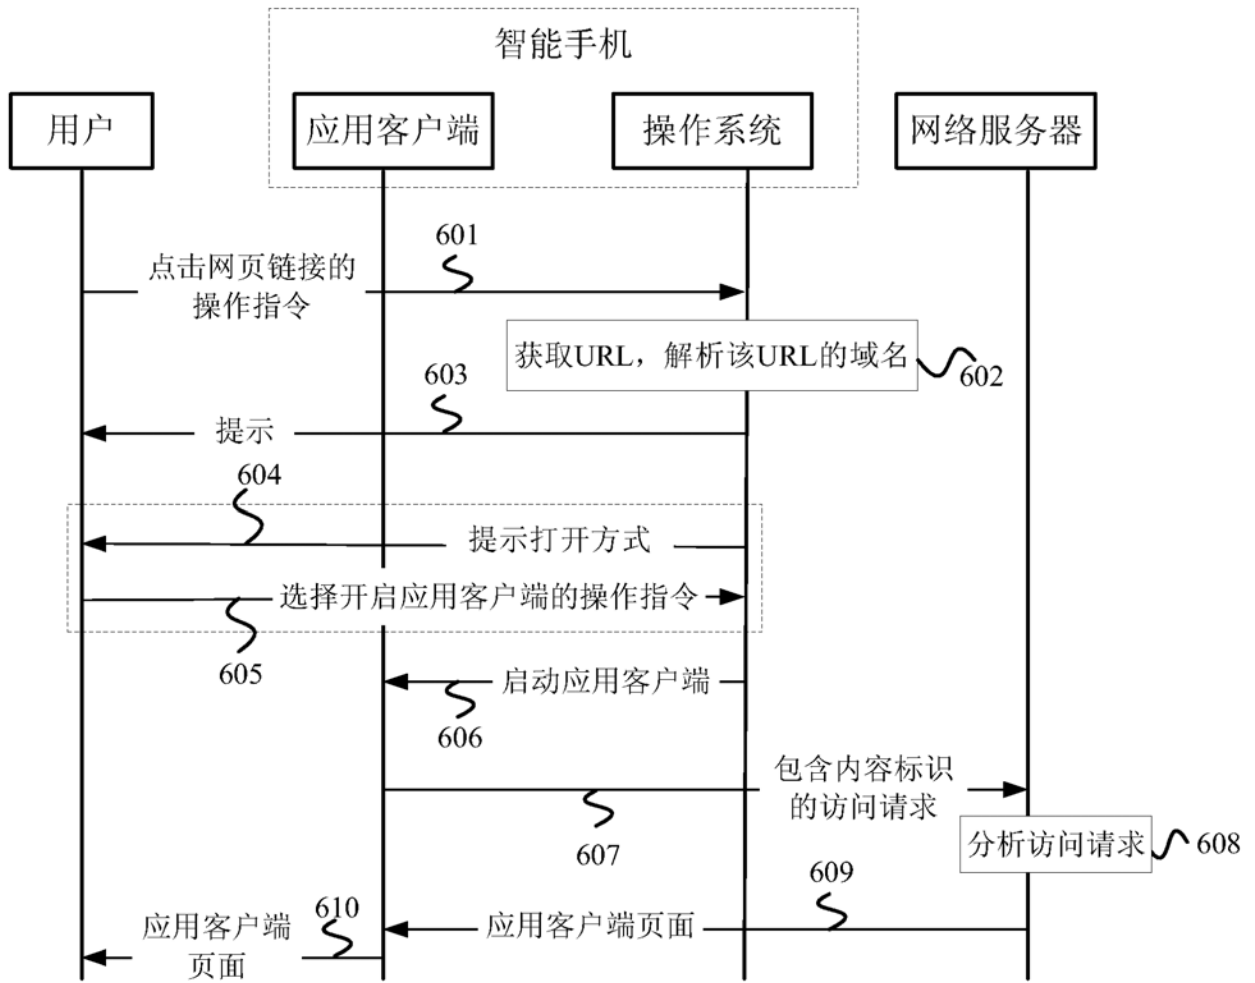 智能手机
用户
应用客户端
操作系统
网络服务器
601
点击网页链接的
操作指令
获取URL，解析该URL的域名
602
603
提示
604
提示打开方式
选择开启应用客户端的操作指令
605
启动应用客户端
606
包含内容标识
的访问请求
607
分析访问请求
608
609
应用客户端页面
610
应用客户端
页面